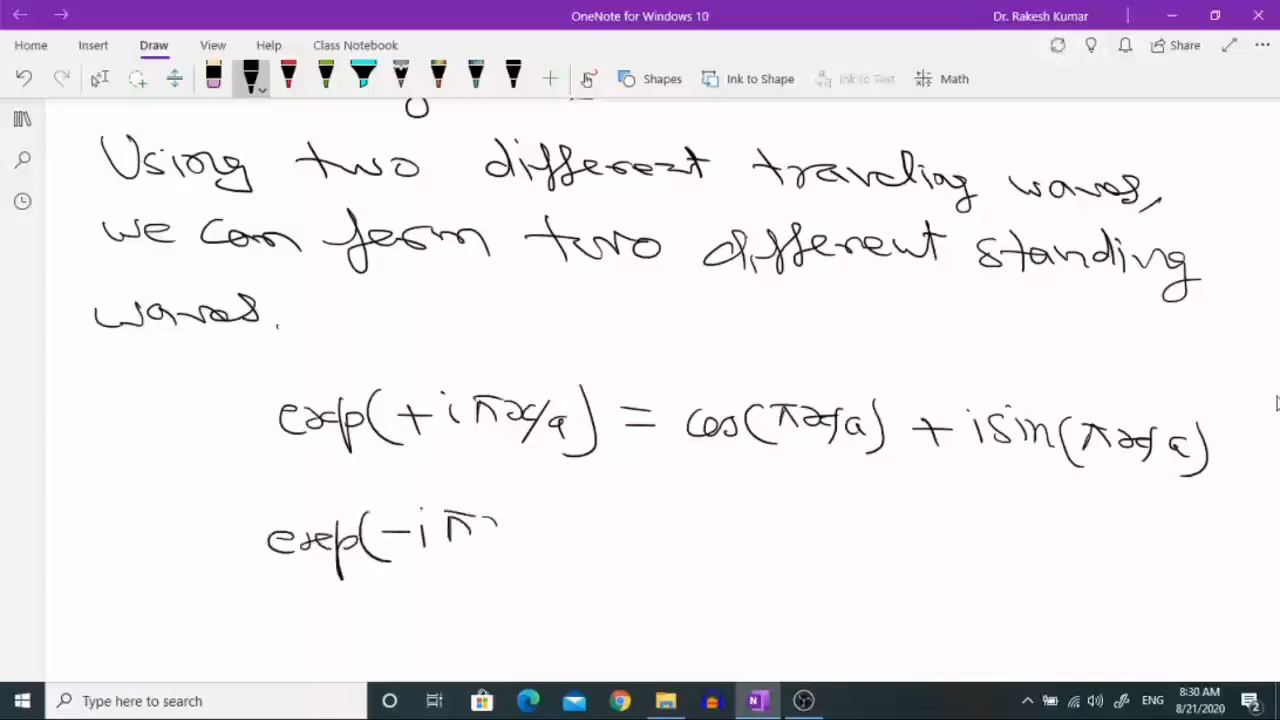 OneNote for Windows 10
Dr. Rakesh Kumar
Home Insert Draw View Help Class Notebook Share
Shapes Ink to Shape Ink to Text Math
Using two different traveling waves,
we can form two different standing
waves.
exp(+iπx/a) = cos(πx/a) + isin(πx/a)
exp(-iπ
Type here to search
ENG
8:30 AM
8/21/2020
2